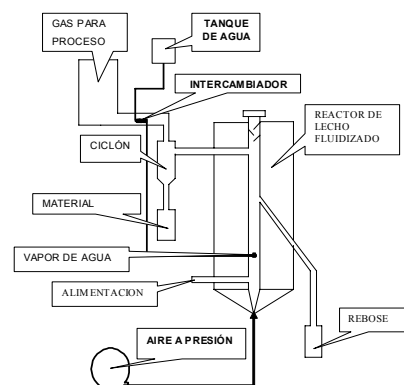 GAS PARA
PROCESO
TANQUE
DE AGUA
INTERCAMBIADOR
REACTOR DE
LECHO
FLUIDIZADO
CICLÓN
MATERIAL
VAPOR DE AGUA
ALIMENTACION
REBOSE
AIRE A PRESIÓN